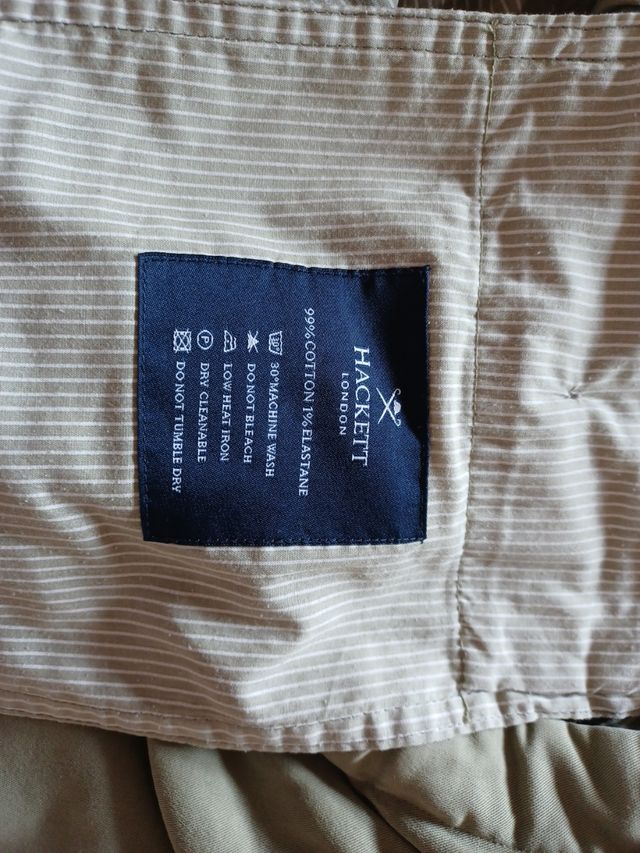 HACKETT
LONDON
99% COTTON 1% ELASTANE
30° MACHINE WASH
DO NOT BLEACH
LOW HEAT IRON
DRY CLEANABLE
DO NOT TUMBLE DRY